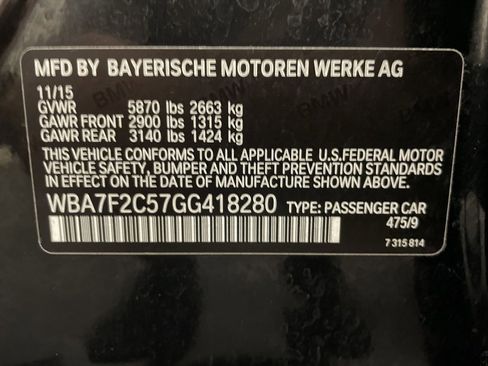 MFD BY BAYERISCHE MOTOREN WERKE AG
11/15
GVWR 5870 lbs 2663 kg
GAWR FRONT 2900 lbs 1315 kg
GAWR REAR 3140 lbs 1424 kg
THIS VEHICLE CONFORMS TO ALL APPLICABLE U.S.FEDERAL MOTOR
VEHICLE SAFETY, BUMPER AND THEFT PREVENTION STANDARDS
IN EFFECT ON THE DATE OF MANUFACTURE SHOWN ABOVE.
WBA7F2C57GG418280 TYPE: PASSENGER CAR
475/9
7 315 814